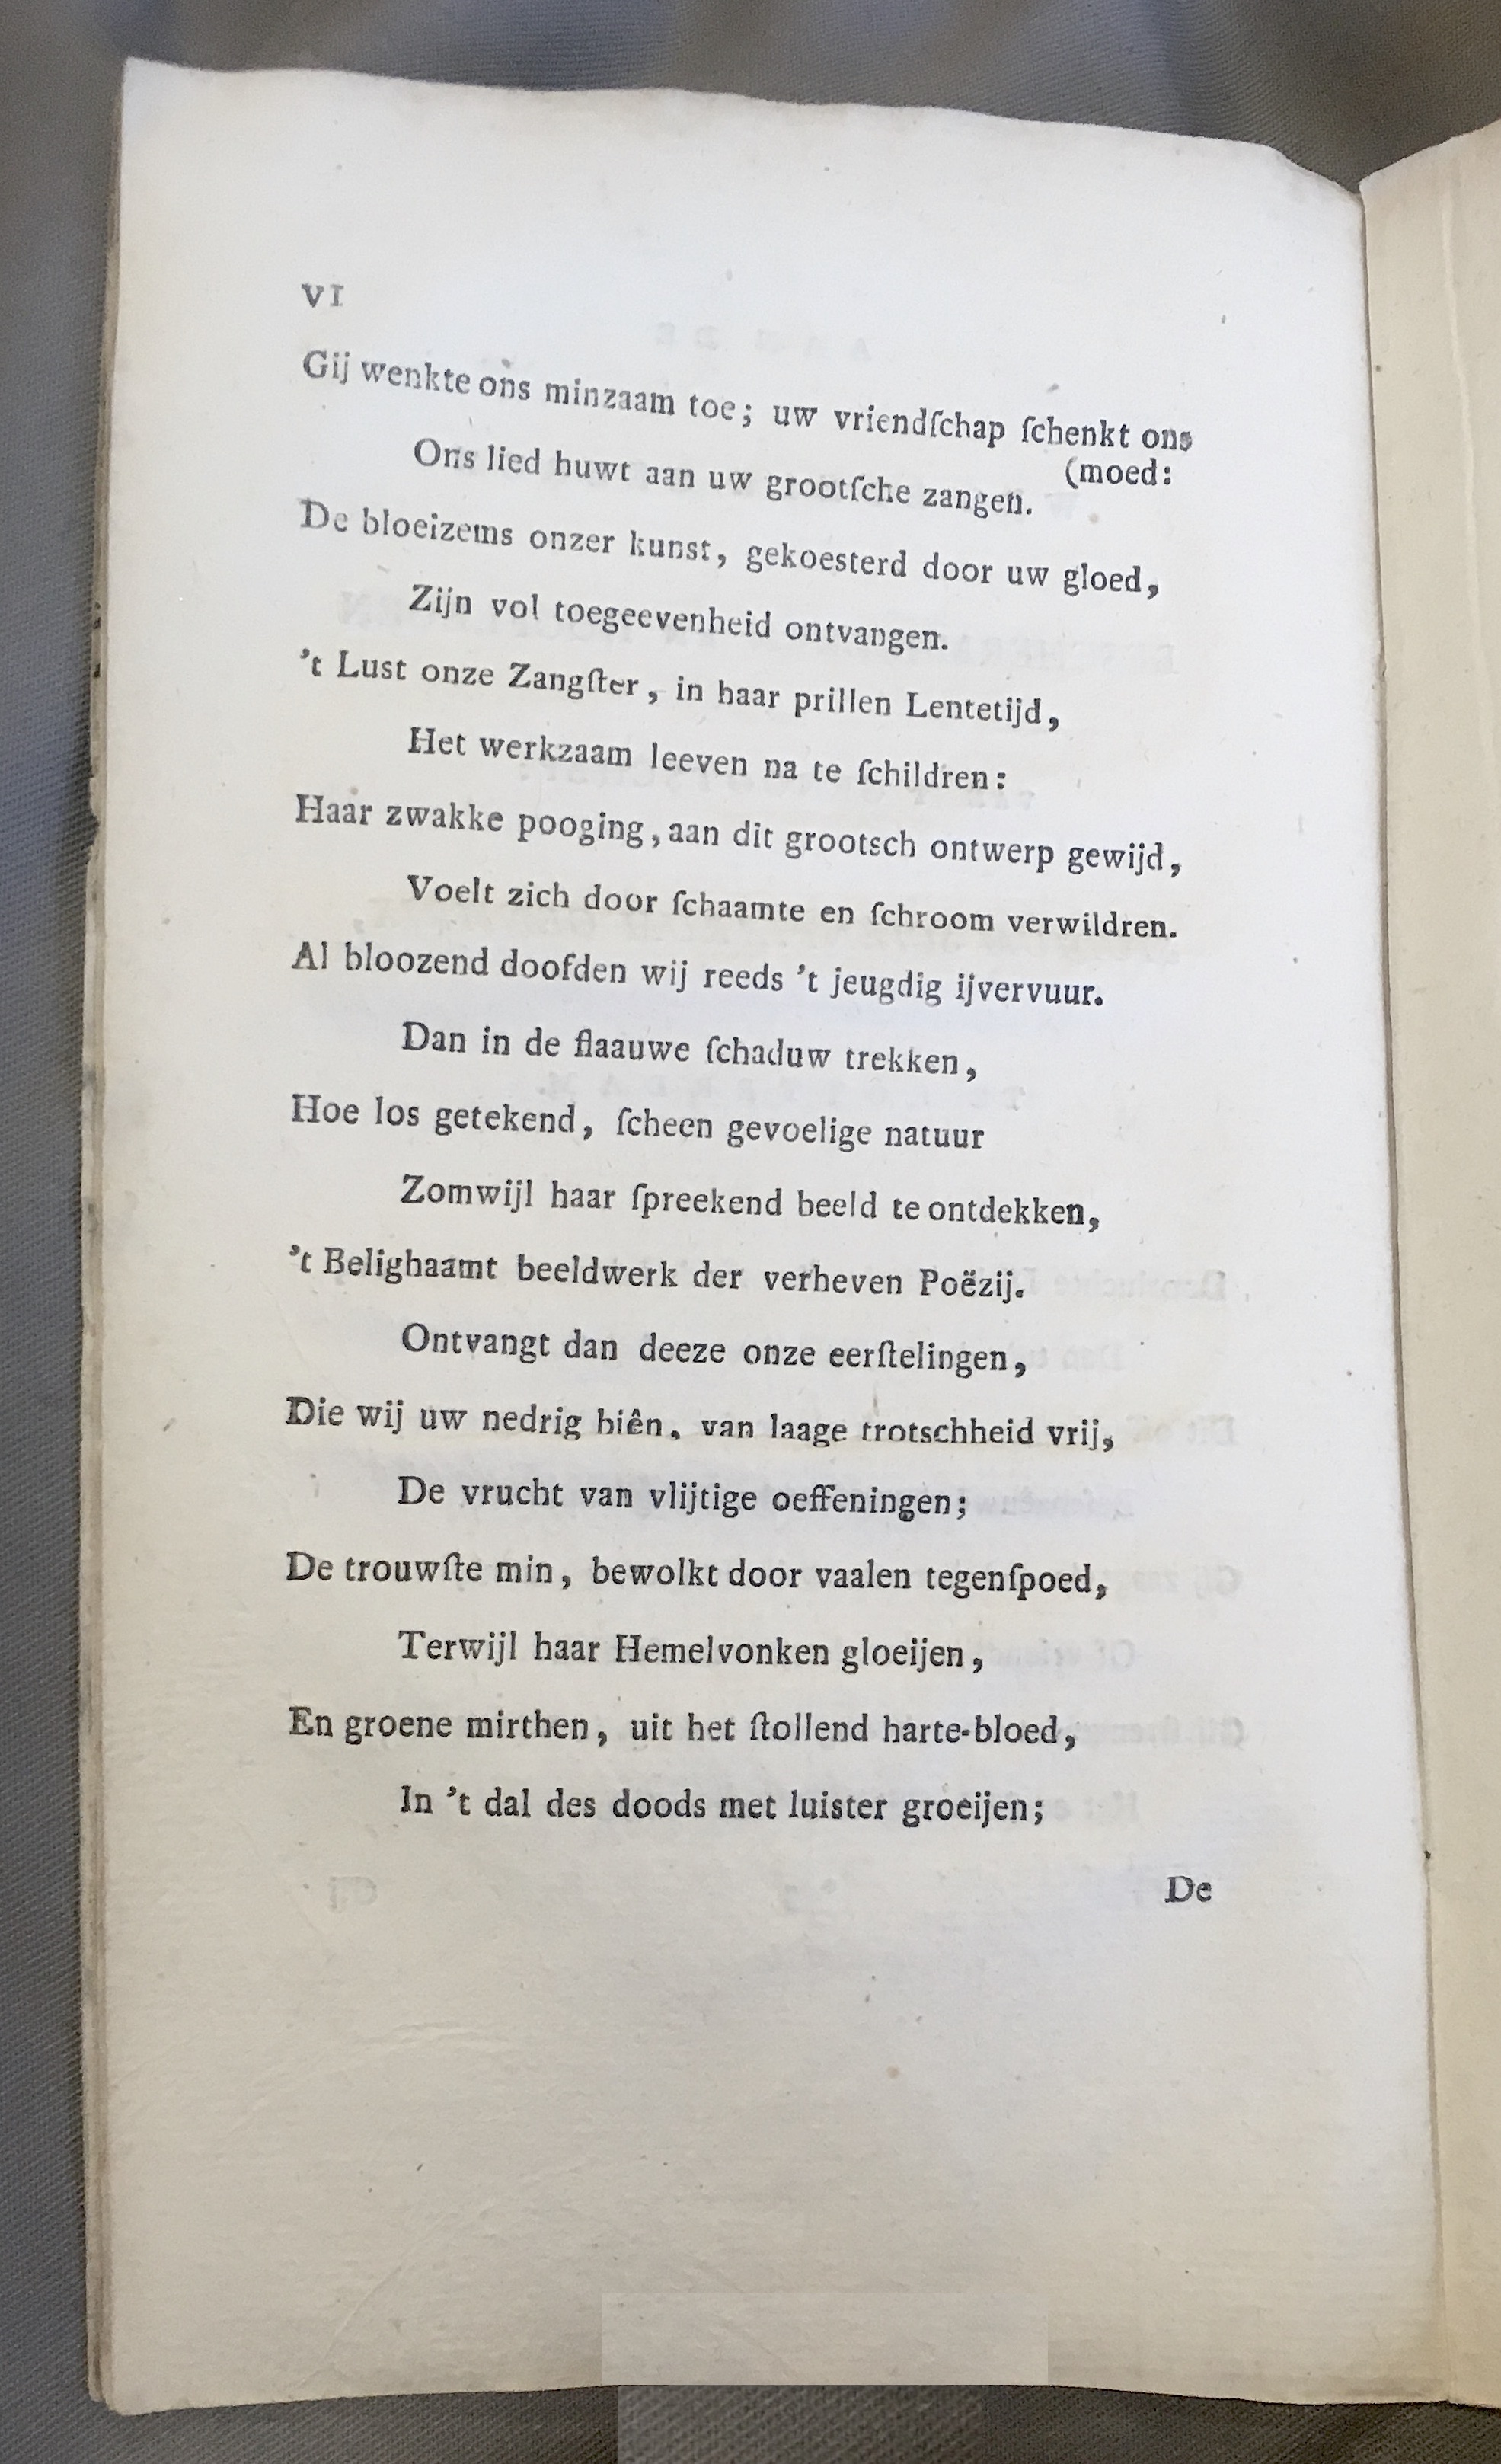 VI
Gij wenkte ons minzaam toe; uw vriendſchap ſchenkt ons
(moed:
Ons lied huwt aan uw grootſche zangen.
De bloeizems onzer kunst, gekoesterd door uw gloed,
Zijn vol toegeevenheid ontvangen.
't Lust onze Zangſter, in haar prillen Lentetijd,
Het werkzaam leeven na te ſchildren:
Haar zwakke pooging, aan dit grootsch ontwerp gewijd,
Voelt zich door ſchaamte en ſchroom verwildren.
Al bloozend doofden wij reeds 't jeugdig ijvervuur.
Dan in de flaauwe ſchaduw trekken,
Hoe los getekend, ſcheen gevoelige natuur
Zomwijl haar ſpreekend beeld te ontdekken,
't Belighaamt beeldwerk der verheven Poëzij.
Ontvangt dan deeze onze eerſtelingen,
Die wij uw nedrig biên, van laage trotschheid vrij,
De vrucht van vlijtige oeffeningen;
De trouwſte min, bewolkt door vaalen tegenſpoed,
Terwijl haar Hemelvonken gloeijen,
En groene mirthen, uit het ſtollend harte-bloed,
In 't dal des doods met luister groeijen;
De